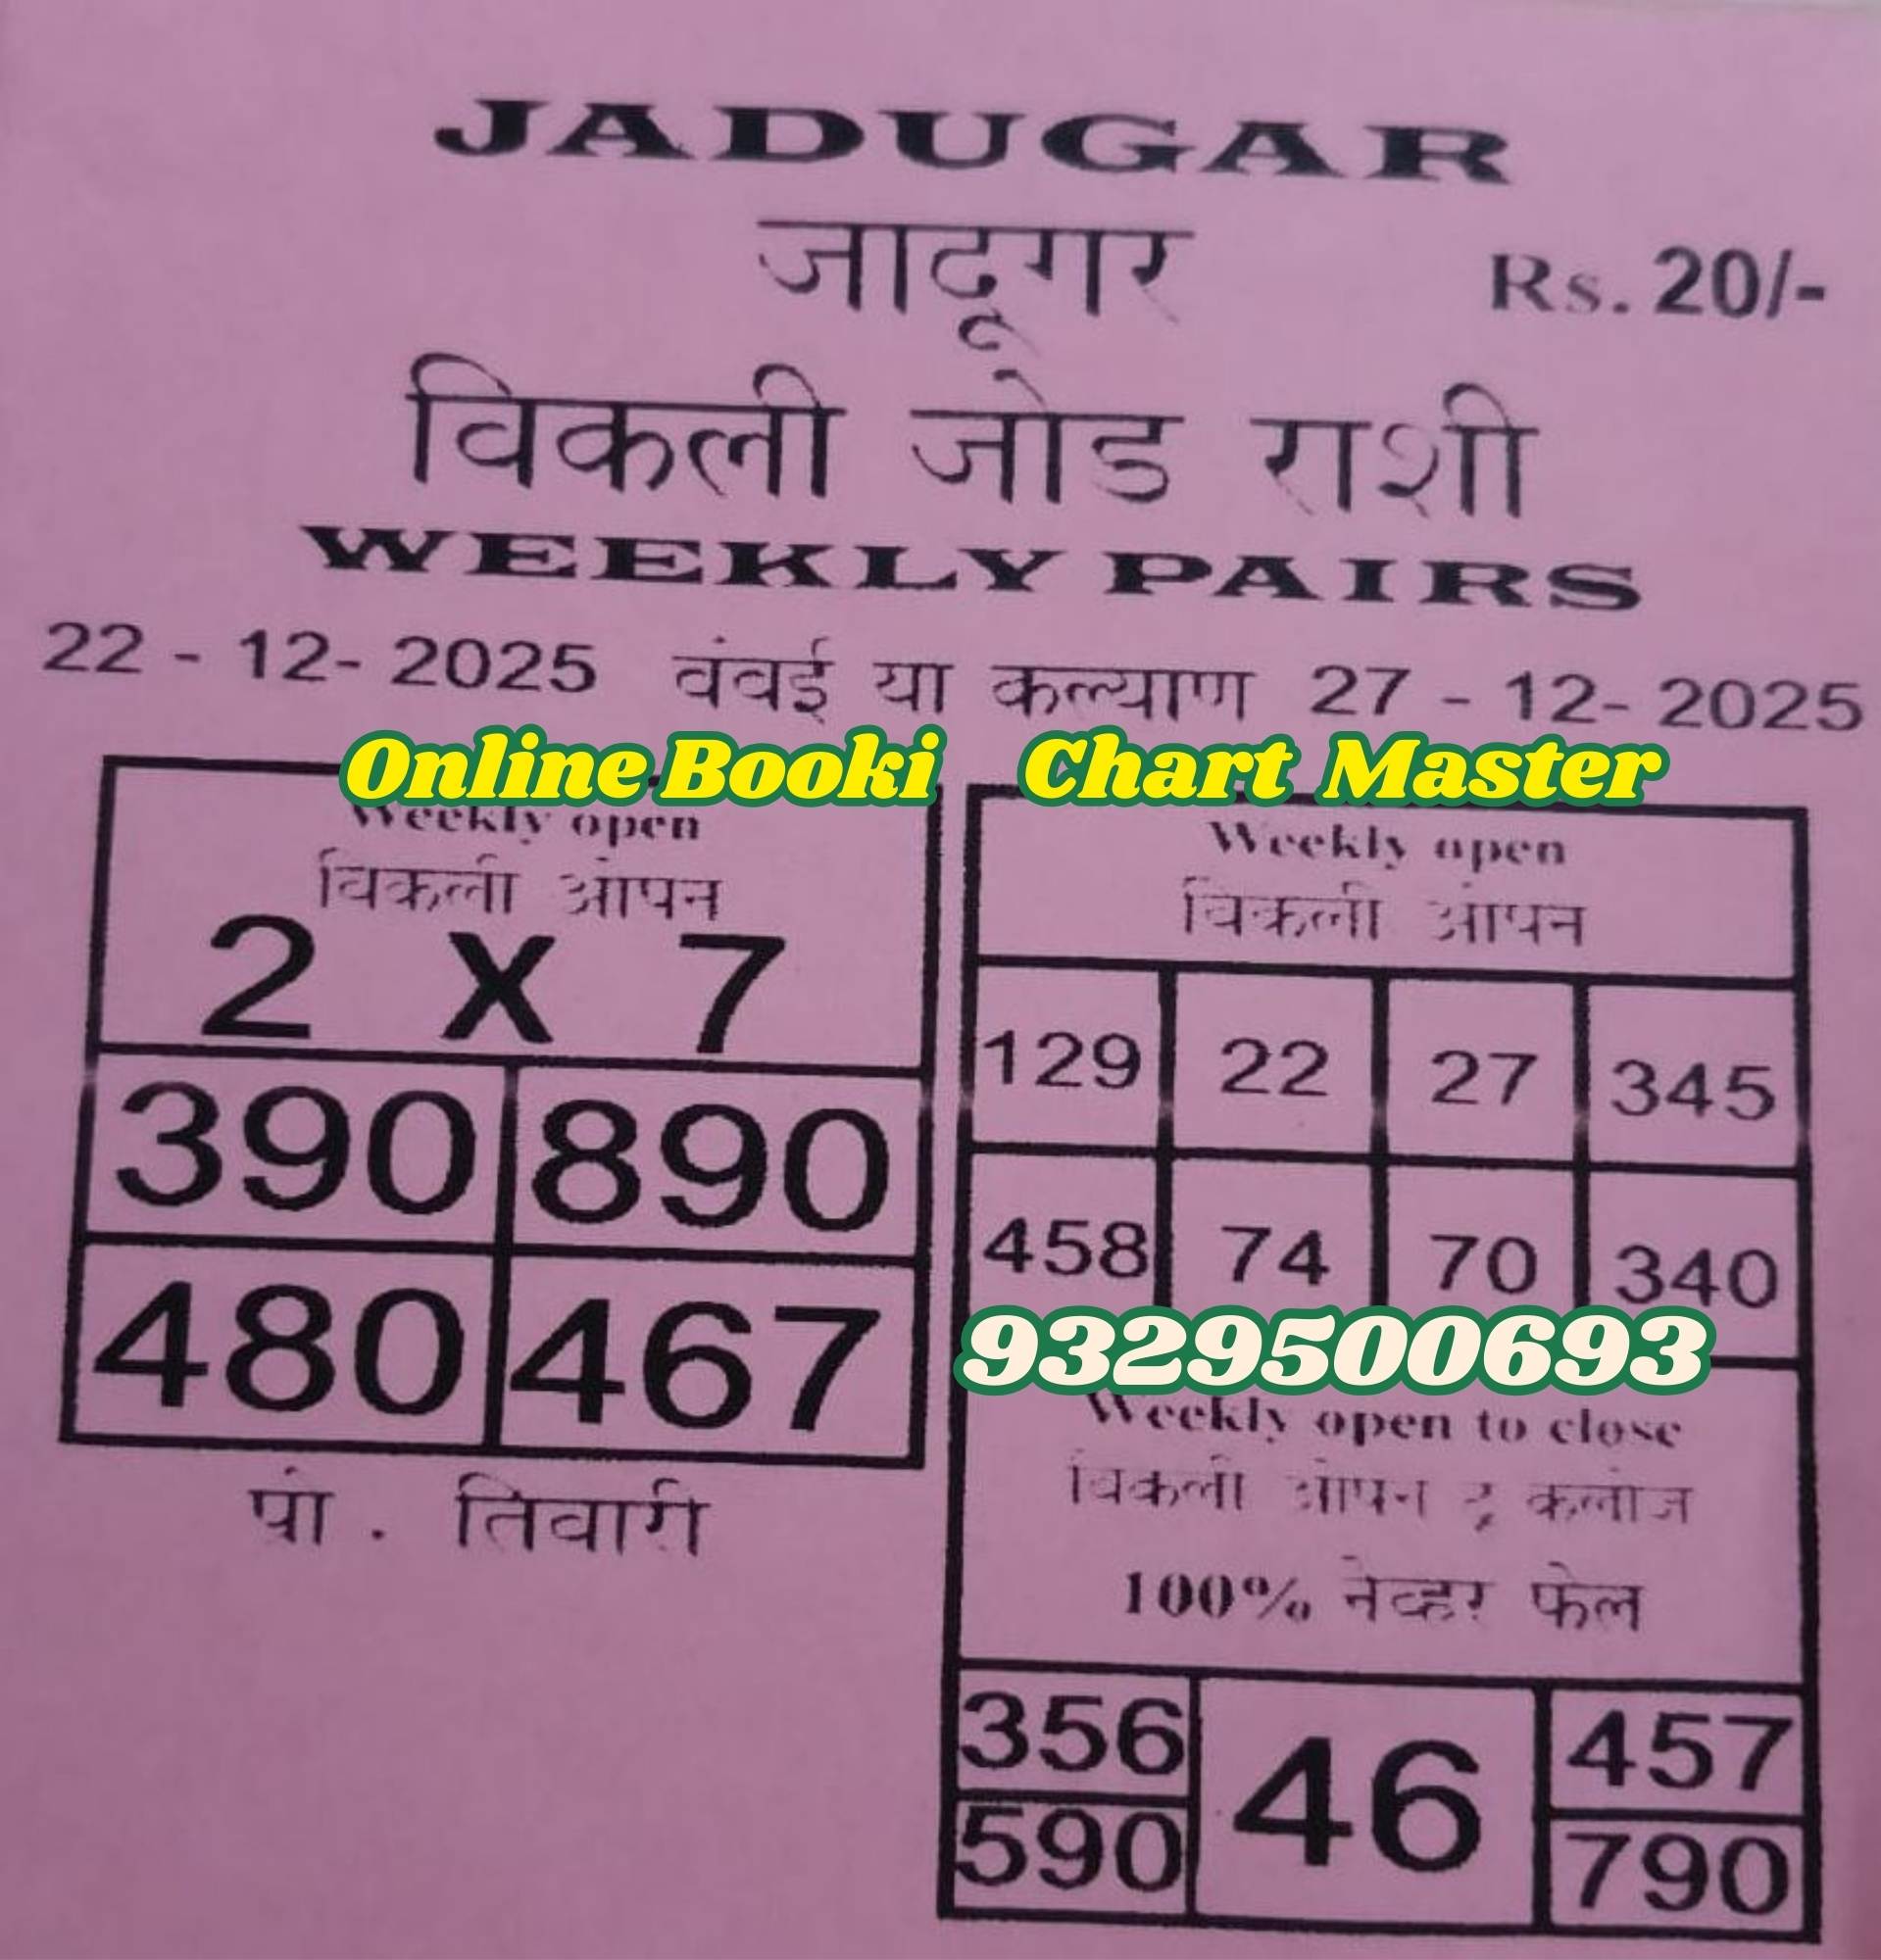 JADUGAR
जादूगर
Rs. 20/-
विकली जोड राशी
WEEKLY PAIRS
22 - 12- 2025 वंवई या कल्याण 27 - 12- 2025
Online Booki Chart Master
Weekly open
विकली ओपन
2 X 7
390 890
480 467
प्रो . तिवारी
Weekly open
विकली ओपन
129 22 27 345
458 74 70 340
9329500693
Weekly open to close
विकली ओपन टू क्लोज
100% नेव्हर फेल
356 46 457
590 790